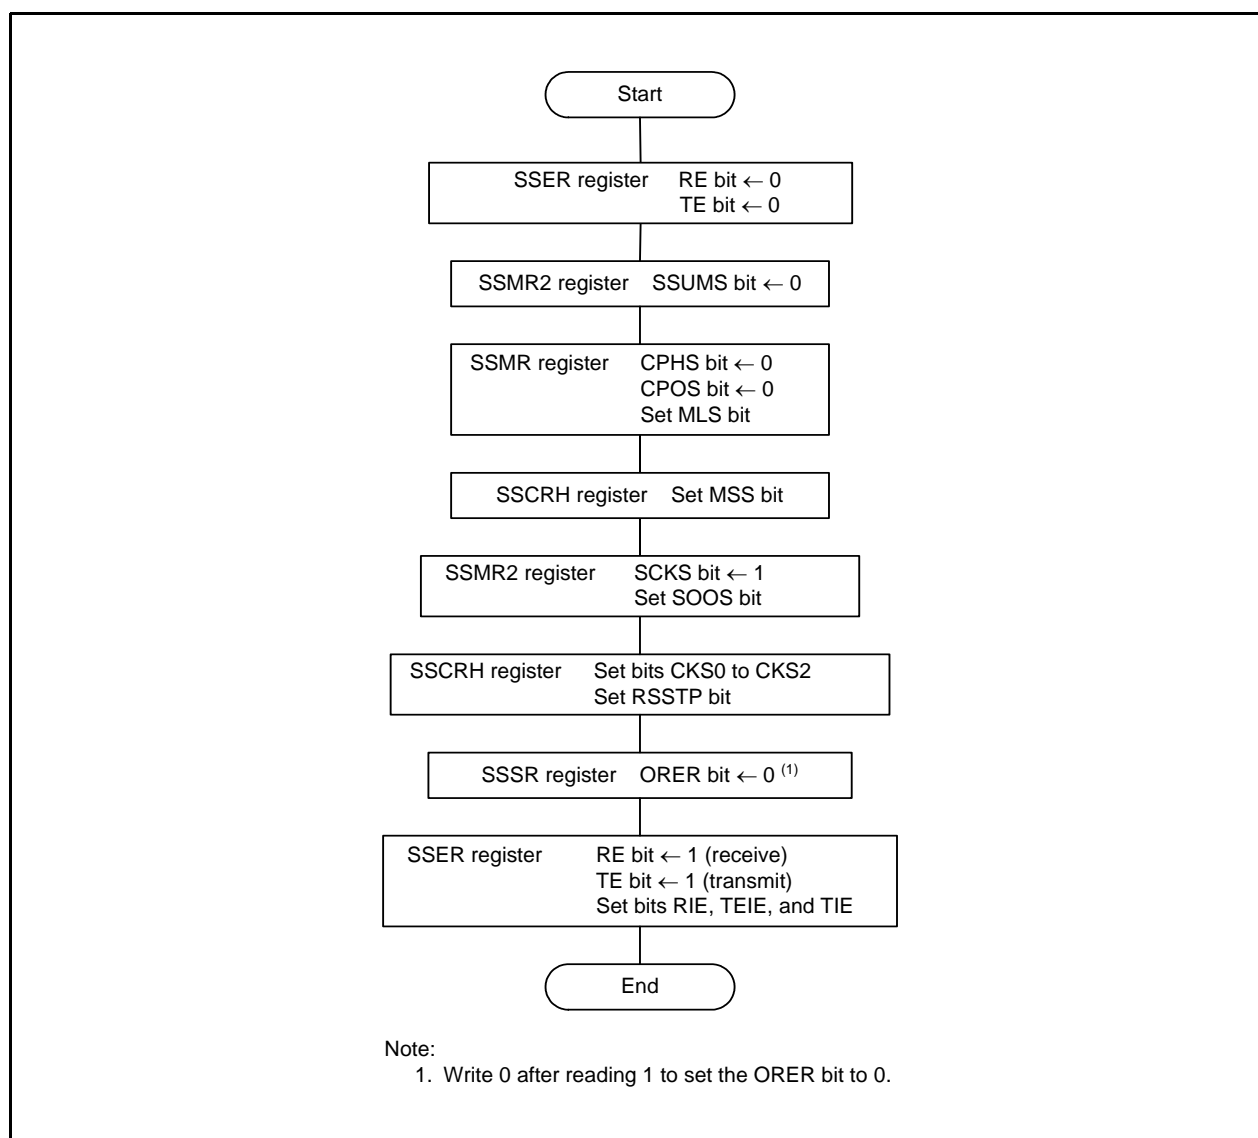 Start
SSER register RE bit ← 0
TE bit ← 0
SSMR2 register SSUMS bit ← 0
SSMR register CPHS bit ← 0
CPOS bit ← 0
Set MLS bit
SSCRH register Set MSS bit
SSMR2 register SCKS bit ← 1
Set SOOS bit
SSCRH register Set bits CKS0 to CKS2
Set RSSTP bit
SSSR register ORER bit ← 0 (1)
SSER register RE bit ← 1 (receive)
TE bit ← 1 (transmit)
Set bits RIE, TEIE, and TIE
End
Note:
1. Write 0 after reading 1 to set the ORER bit to 0.